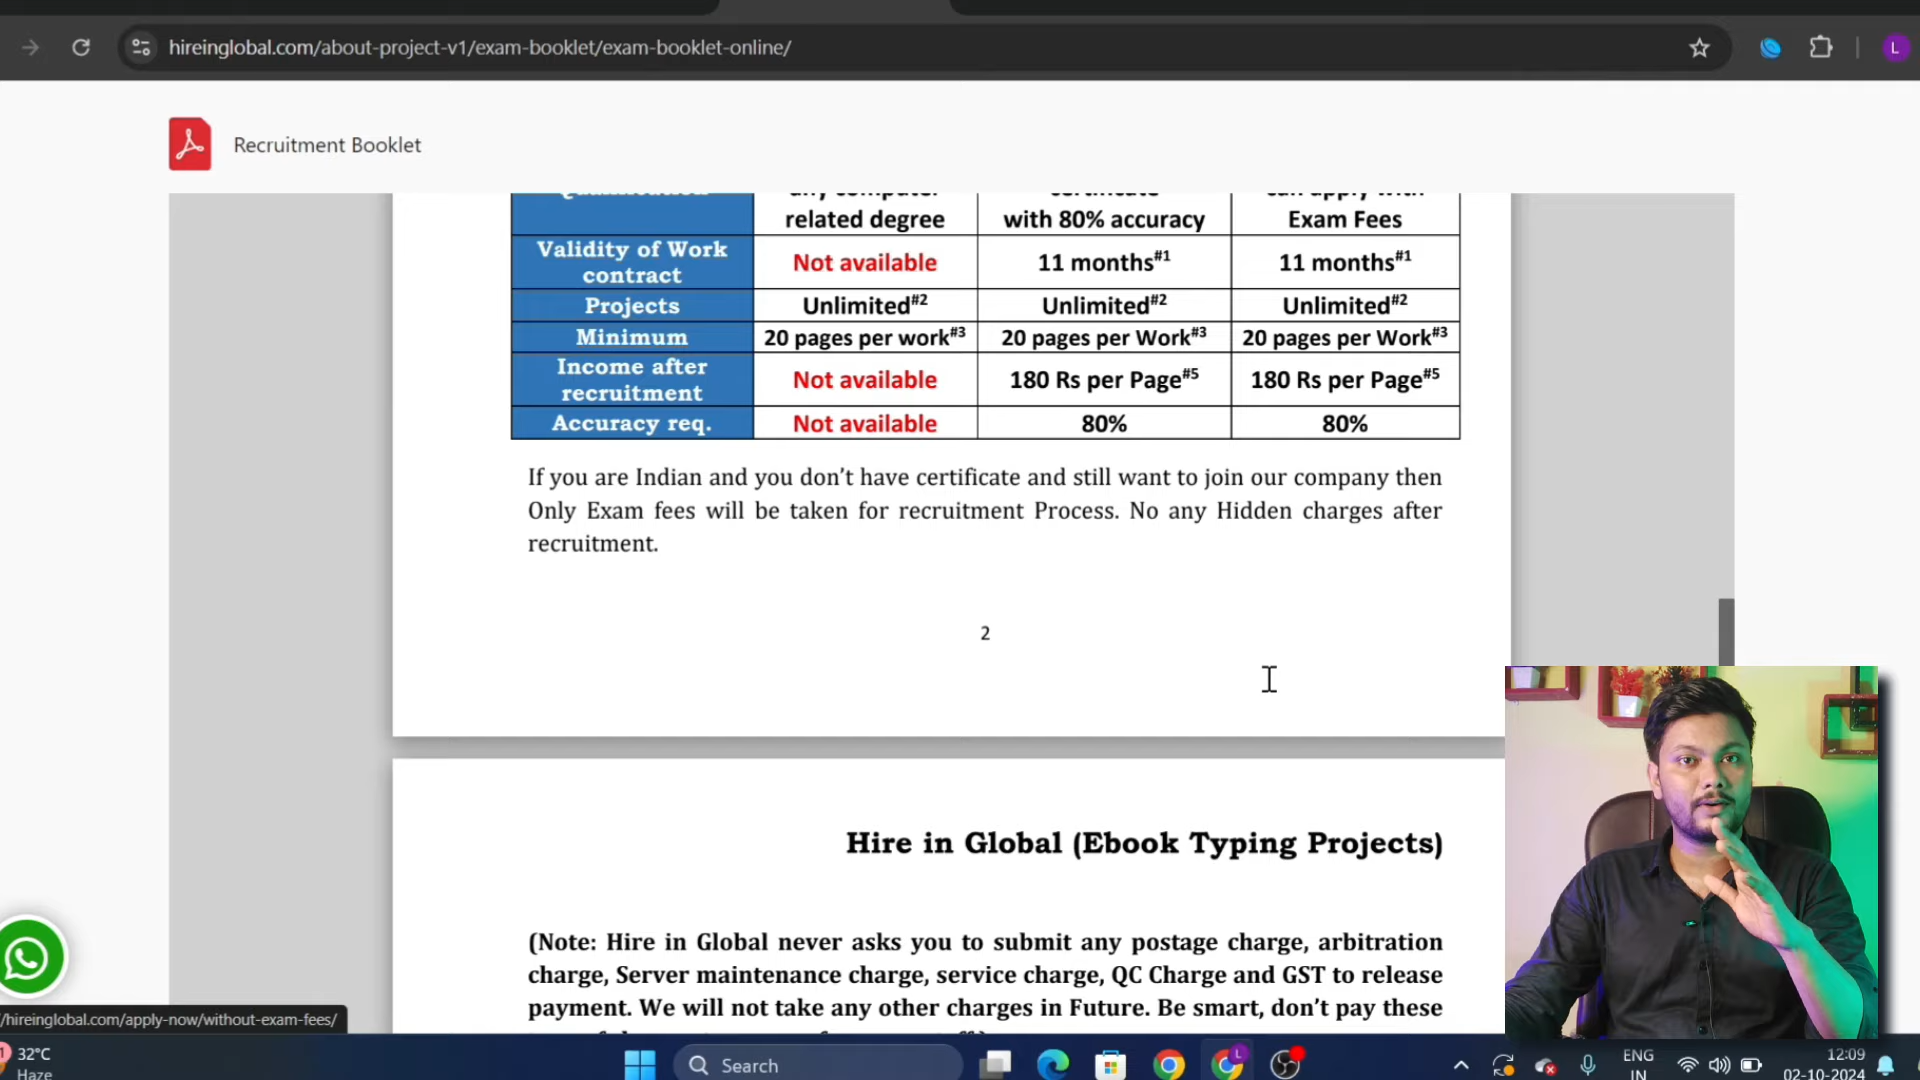 hireinglobal.com/about-project-v1/exam-booklet/exam-booklet-online/
L
Recruitment Booklet
related degree
with 80% accuracy
Exam Fees
Validity of Work contract
Not available
11 months#1
11 months#1
Projects
Unlimited#2
Unlimited#2
Unlimited#2
Minimum
20 pages per work#3
20 pages per Work#3
20 pages per Work#3
Income after recruitment
Not available
180 Rs per Page#5
180 Rs per Page#5
Accuracy req.
Not available
80%
80%
If you are Indian and you don’t have certificate and still want to join our company then
Only Exam fees will be taken for recruitment Process. No any Hidden charges after
recruitment.
2
Hire in Global (Ebook Typing Projects)
(Note: Hire in Global never asks you to submit any postage charge, arbitration
charge, Server maintenance charge, service charge, QC Charge and GST to release
payment. We will not take any other charges in Future. Be smart, don’t pay these
/hireinglobal.com/apply-now/without-exam-fees/
1
32°C
Haze
Search
L
ENG
IN
12:09
02-10-2024